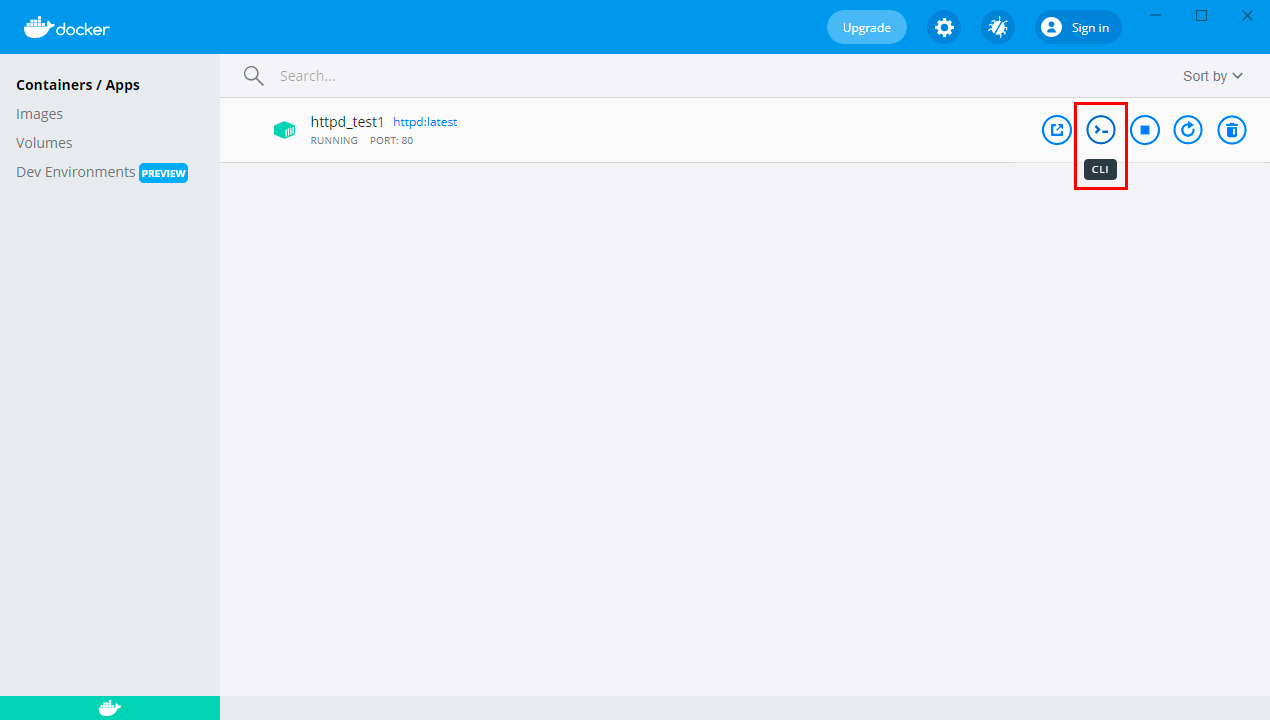 docker
Upgrade
Sign in
Containers / Apps
Images
Volumes
Dev Environments PREVIEW
Search...
Sort by
httpd_test1 httpd:latest
RUNNING PORT: 80
CLI